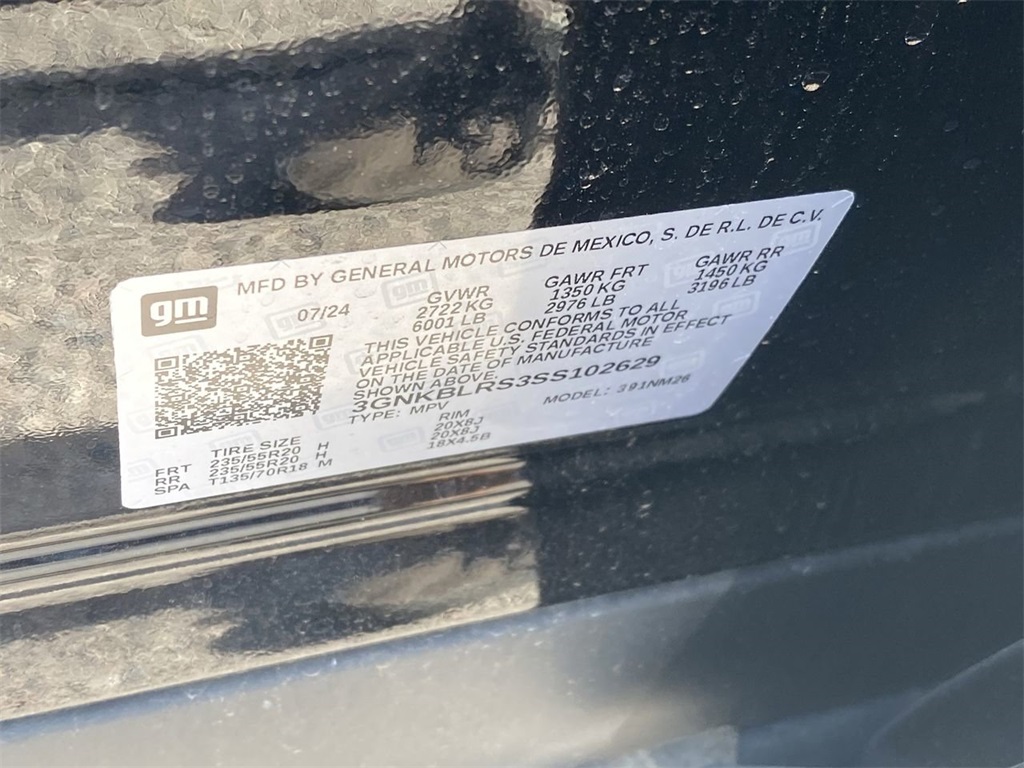 gm
MFD BY GENERAL MOTORS DE MEXICO, S. DE R.L. DE C.V.
07/24 GVWR GAWR FRT GAWR RR
2722 KG 1350 KG 1450 KG
6001 LB 2976 LB 3196 LB
THIS VEHICLE CONFORMS TO ALL
APPLICABLE U.S. FEDERAL MOTOR
VEHICLE SAFETY STANDARDS IN EFFECT
ON THE DATE OF MANUFACTURE
SHOWN ABOVE.
3GNKBLRS3SS102629
TYPE: MPV MODEL: 391NM26
TIRE SIZE RIM
FRT 235/55R20 H 20X8J
RR 235/55R20 H 20X8J
SPA T135/70R18 M 18X4.5B